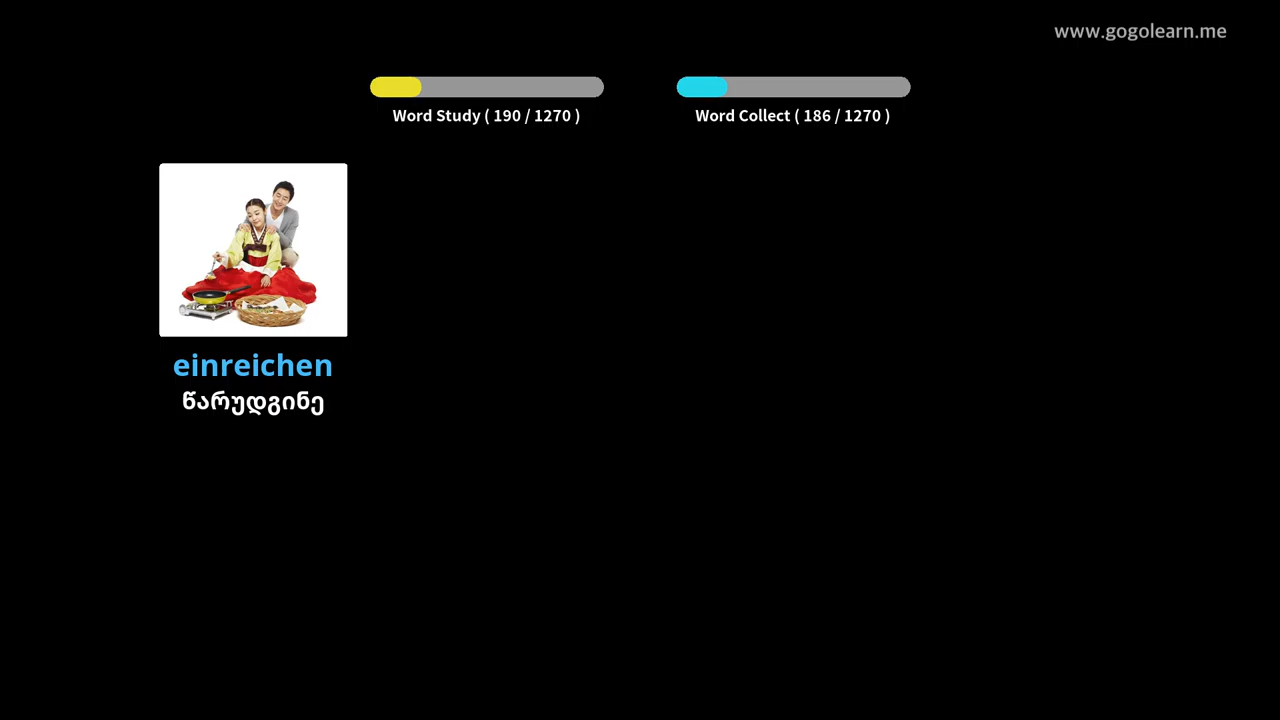 www.gogolearn.me
Word Study ( 190 / 1270 )
Word Collect ( 186 / 1270 )
einreichen
წარუდგინე